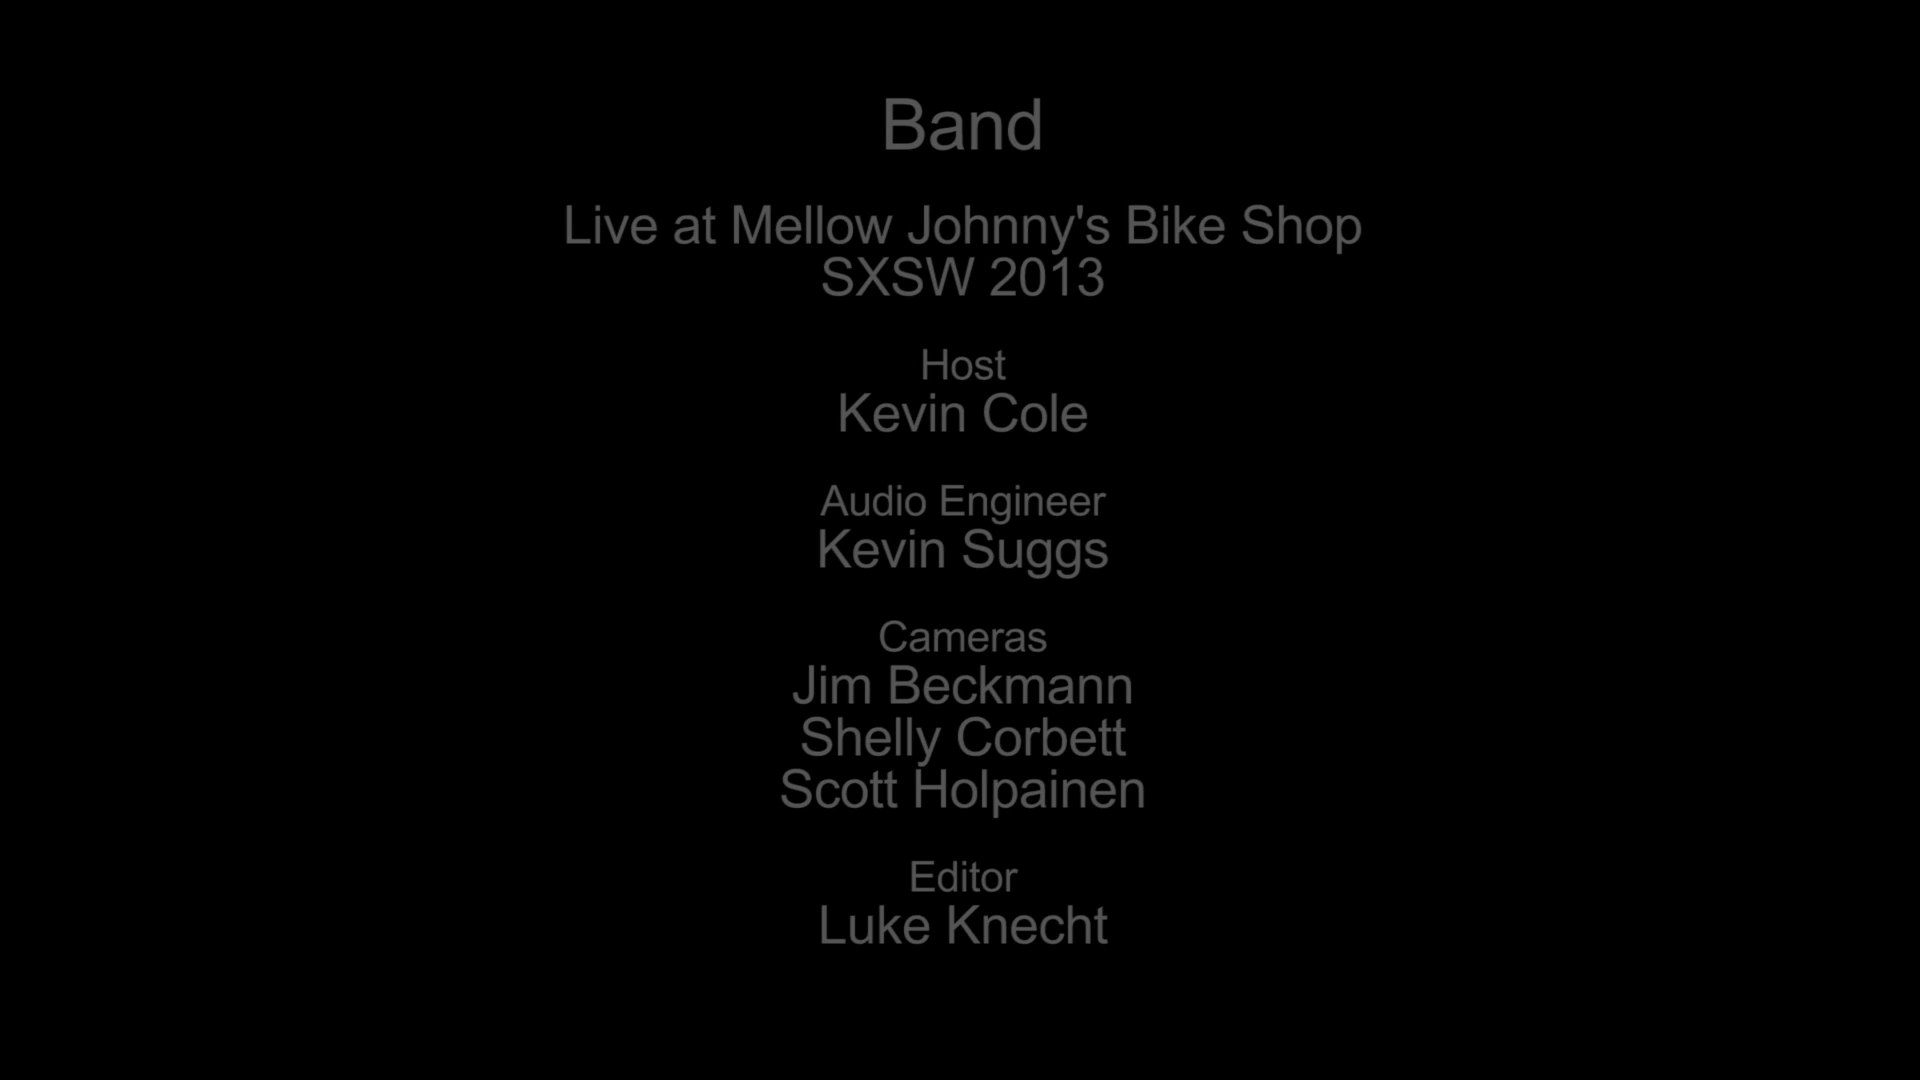 Band
Live at Mellow Johnny's Bike Shop
SXSW 2013
Host
Kevin Cole
Audio Engineer
Kevin Suggs
Cameras
Jim Beckmann
Shelly Corbett
Scott Holpainen
Editor
Luke Knecht